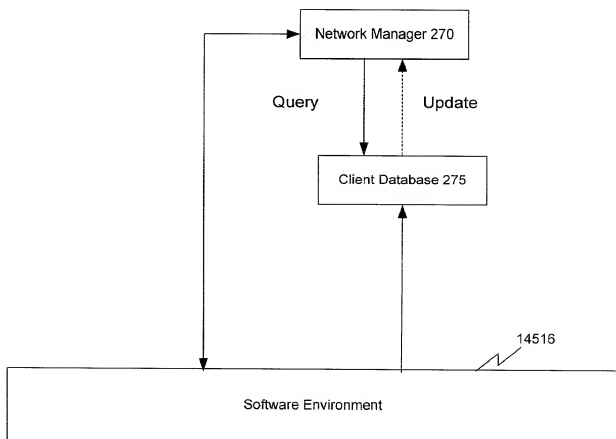 Network Manager 270
Query
Update
Client Database 275
14516
Software Environment